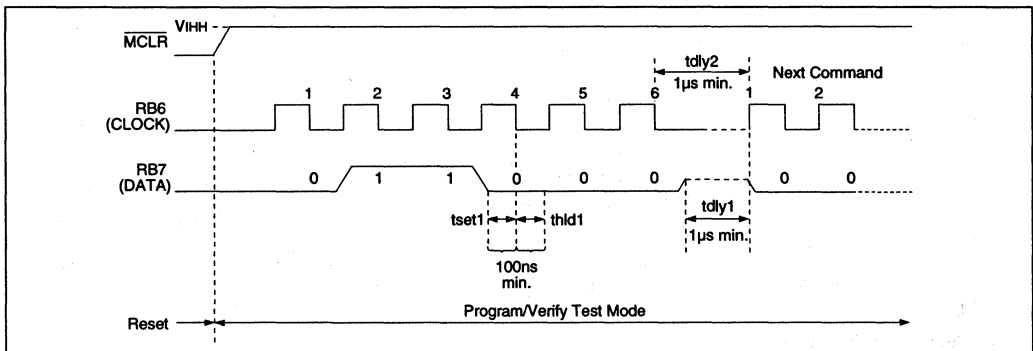 VIHH
MCLR
tdly2
1µs min.
Next Command
1 2 3 4 5 6 1 2
RB6
(CLOCK)
RB7
(DATA)
0 1 1 0 0 0 0 0
tset1
thld1
tdly1
1µs min.
100ns
min.
Program/Verify Test Mode
Reset